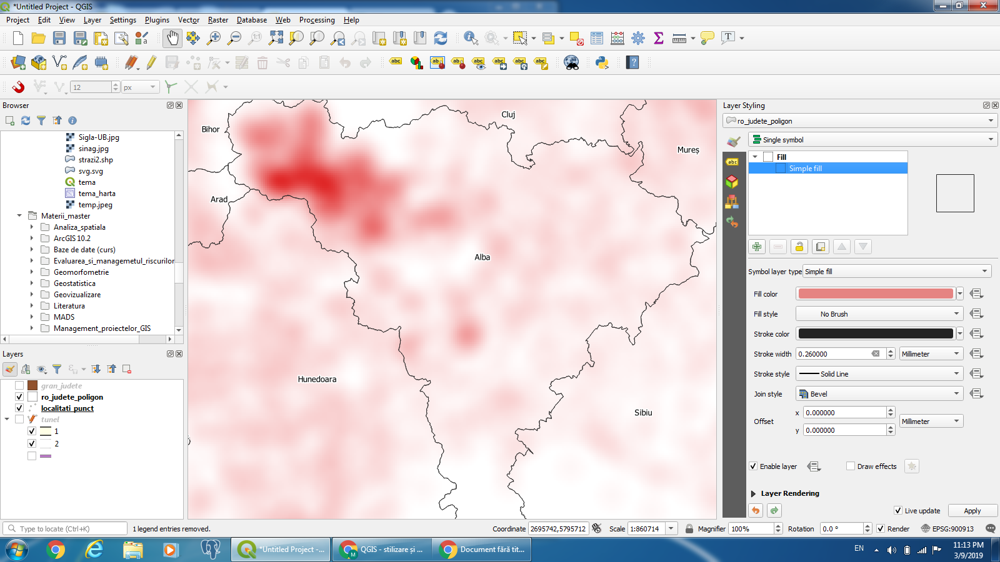 *Untitled Project - QGIS
Project Edit View Layer Settings Plugins Vector Raster Database Web Processing Help
12 px
Browser
Sigla-UB.jpg
sinag.jpg
strazi2.shp
svg.svg
tema
tema_harta
temp.jpeg
Materii_master
Analiza_spatiala
ArcGIS 10.2
Baze de date (curs)
Evaluarea_si_managemetul_riscurilor
Geomorfometrie
Geostatistica
Geovizualizare
Literatura
MADS
Management_proiectelor_GIS
Layers
gran_judete
ro_judete_poligon
localitati_punct
tunel
1
2
Cluj
Bihor
Mureș
Arad
Alba
Hunedoara
Sibiu
Layer Styling
ro_judete_poligon
Single symbol
Fill
Simple fill
Symbol layer type Simple fill
Fill color
Fill style No Brush
Stroke color
Stroke width 0.260000 Millimeter
Stroke style Solid Line
Join style Bevel
Offset x 0.000000 Millimeter
y 0.000000
Enable layer Draw effects
Layer Rendering
Live update Apply
Type to locate (Ctrl+K) 1 legend entries removed. Coordinate 2695742,5795712 Scale 1:860714 Magnifier 100% Rotation 0.0 ° Render EPSG:900913
*Untitled Project -... QGIS - stilizare și ... Document fără tit... EN 11:13 PM
3/9/2019